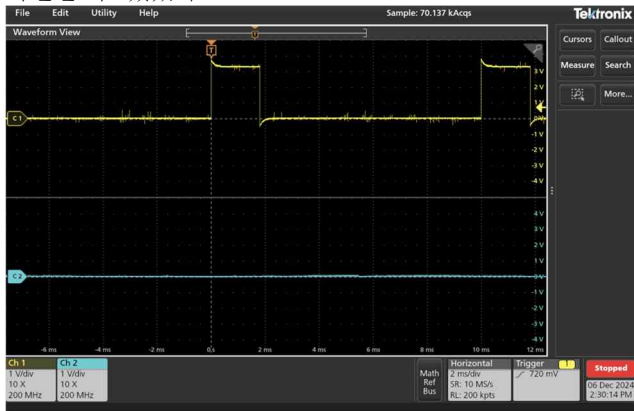 File Edit Utility Help Sample: 70.137 kAcqs Tektronix
Waveform View
Cursors Callout
Measure Search
More...
T
T
3 V
2 V
1 V
C1
0 V
-1 V
-2 V
-3 V
-4 V
4 V
3 V
2 V
1 V
C2
0 V
-1 V
-2 V
-3 V
-4 V
-6 ms -4 ms -2 ms 0 s 2 ms 4 ms 6 ms 8 ms 10 ms 12 ms
Ch 1
1 V/div
10 X
200 MHz
Ch 2
1 V/div
10 X
200 MHz
Math
Ref
Bus
Horizontal
2 ms/div
SR: 10 MS/s
RL: 200 kpts
Trigger 1
720 mV
Stopped
06 Dec 2024
2:30:14 PM